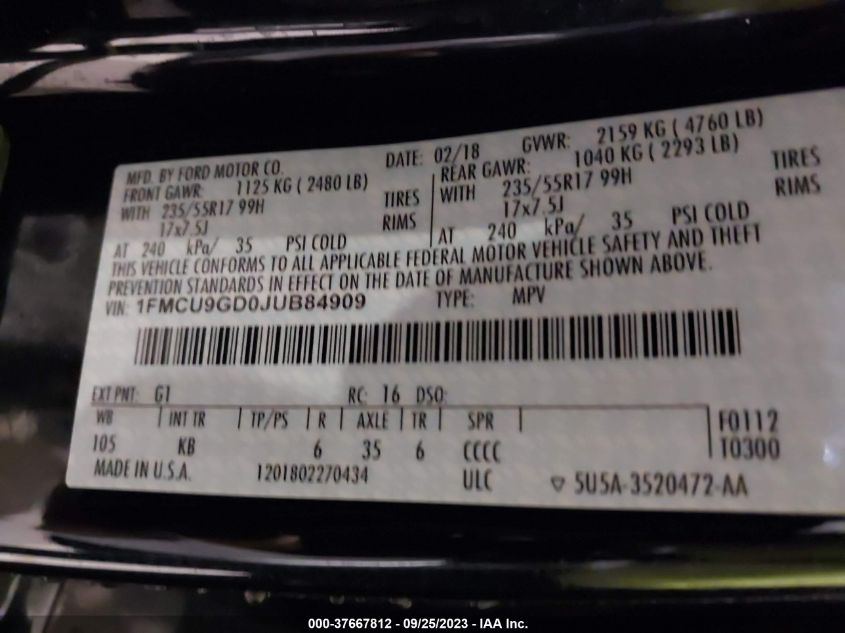 MFD. BY FORD MOTOR CO. DATE: 02/18 GVWR: 2159 KG ( 4760 LB)
FRONT GAWR: 1125 KG ( 2480 LB) REAR GAWR: 1040 KG ( 2293 LB)
WITH 235/55R17 99H TIRES WITH 235/55R17 99H TIRES
17x7.5J RIMS 17x7.5J RIMS
AT 240 kPa/ 35 PSI COLD AT 240 kPa/ 35 PSI COLD
THIS VEHICLE CONFORMS TO ALL APPLICABLE FEDERAL MOTOR VEHICLE SAFETY AND THEFT
PREVENTION STANDARDS IN EFFECT ON THE DATE OF MANUFACTURE SHOWN ABOVE.
VIN: 1FMCU9GD0JUB84909 TYPE: MPV
EXT PNT: G1 RC: 16 DSO:
WB INT TR TP/PS R AXLE TR SPR F0112
105 KB 6 35 6 CCCC T0300
MADE IN U.S.A. 1201802270434 ULC 5U5A-3520472-AA
000-37667812 - 09/25/2023 - IAA Inc.